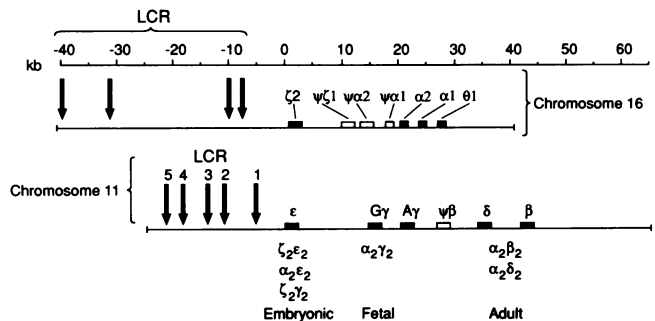 LCR
-40 -30 -20 -10 0 10 20 30 40 50 60
kb
ζ2 ψζ1 ψα2 ψα1 α2 α1 θ1
Chromosome 16
LCR
Chromosome 11
5 4 3 2 1
ε Gγ Aγ ψβ δ β
ζ₂ε₂ α₂γ₂ α₂β₂
α₂ε₂ α₂δ₂
ζ₂γ₂
Embryonic Fetal Adult